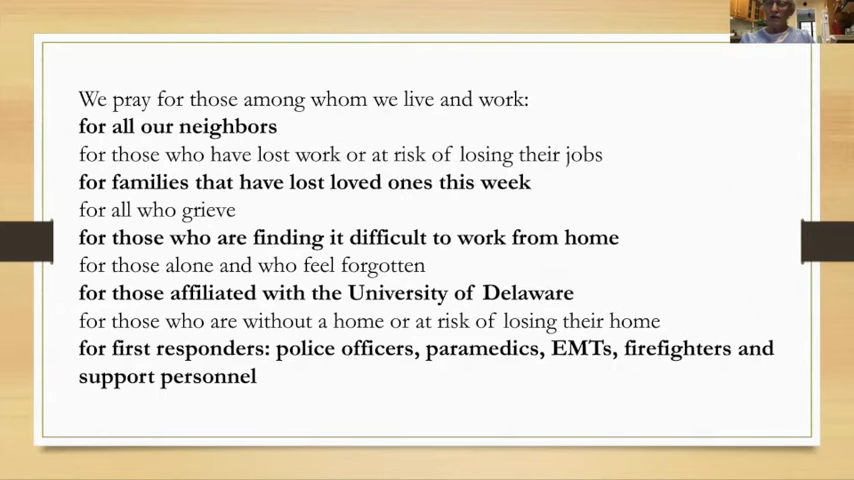 We pray for those among whom we live and work:
for all our neighbors
for those who have lost work or at risk of losing their jobs
for families that have lost loved ones this week
for all who grieve
for those who are finding it difficult to work from home
for those alone and who feel forgotten
for those affiliated with the University of Delaware
for those who are without a home or at risk of losing their home
for first responders: police officers, paramedics, EMTs, firefighters and
support personnel